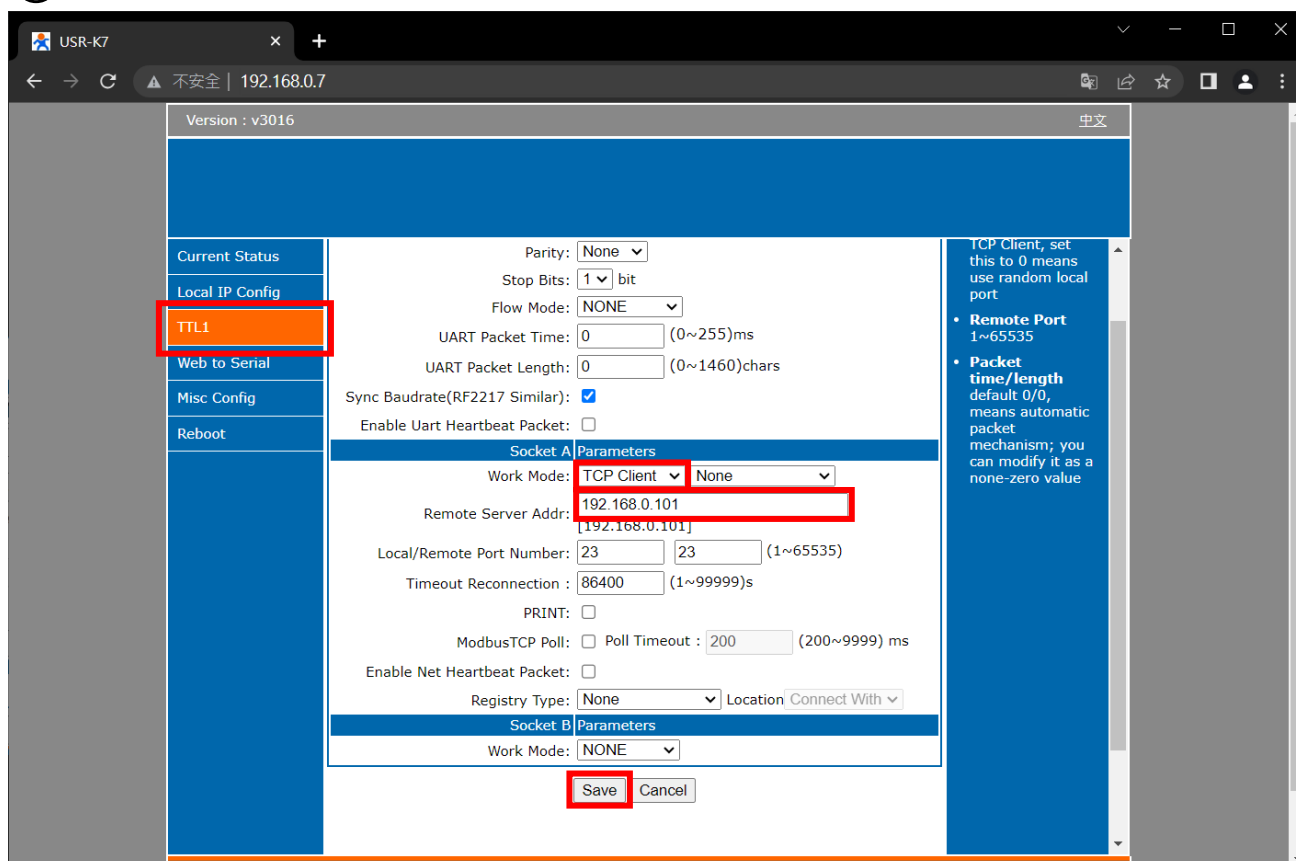 USR-K7
不安全 | 192.168.0.7
Version : v3016
中文
Current Status
Local IP Config
TTL1
Web to Serial
Misc Config
Reboot
Parity: None
Stop Bits: 1 bit
Flow Mode: NONE
UART Packet Time: 0 (0~255)ms
UART Packet Length: 0 (0~1460)chars
Sync Baudrate(RF2217 Similar):
Enable Uart Heartbeat Packet:
Socket A Parameters
Work Mode: TCP Client None
Remote Server Addr: 192.168.0.101
[192.168.0.101]
Local/Remote Port Number: 23 23 (1~65535)
Timeout Reconnection : 86400 (1~99999)s
PRINT:
ModbusTCP Poll: Poll Timeout : 200 (200~9999) ms
Enable Net Heartbeat Packet:
Registry Type: None Location Connect With
Socket B Parameters
Work Mode: NONE
Save Cancel
TCP Client, set
this to 0 means
use random local
port
• Remote Port
1~65535
• Packet
time/length
default 0/0,
means automatic
packet
mechanism; you
can modify it as a
none-zero value